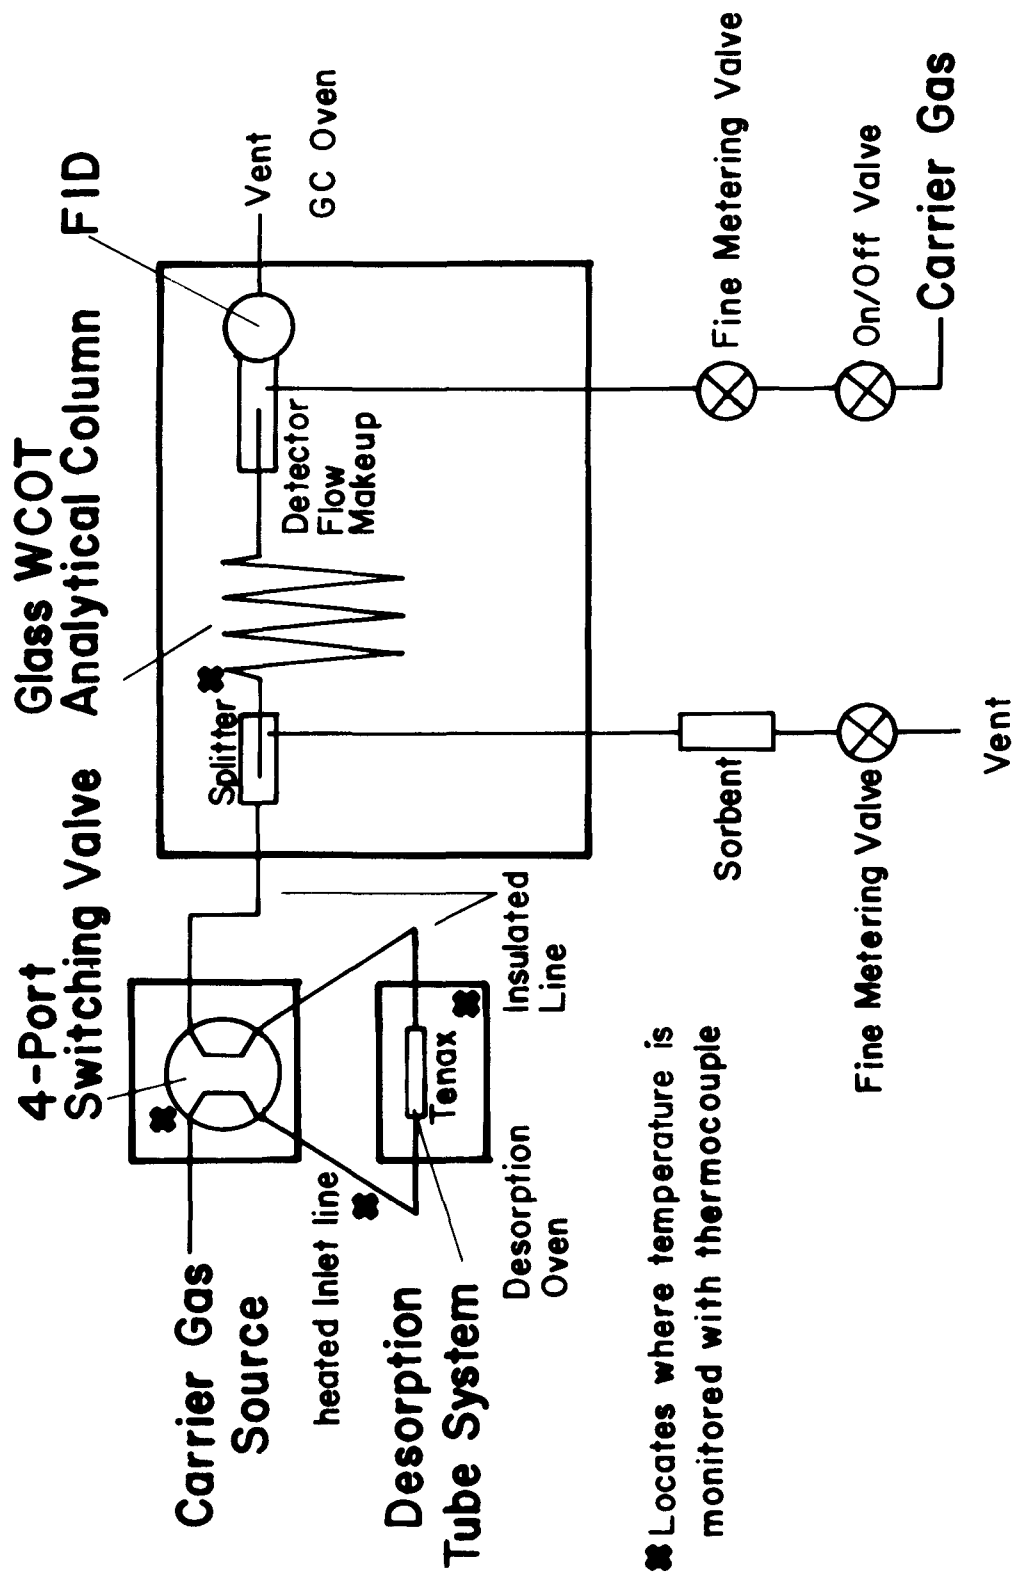 4-Port
Switching Valve
Glass WCOT
Analytical Column
FID
Carrier Gas
Source
Splitter
Vent
GC Oven
heated Inlet line
Detector
Flow
Makeup
Desorption
Tube System
Tenax
Insulated
Line
Desorption
Oven
Sorbent
Fine Metering Valve
Fine Metering Valve
On/Off Valve
Carrier Gas
Vent
Locates where temperature is
monitored with thermocouple